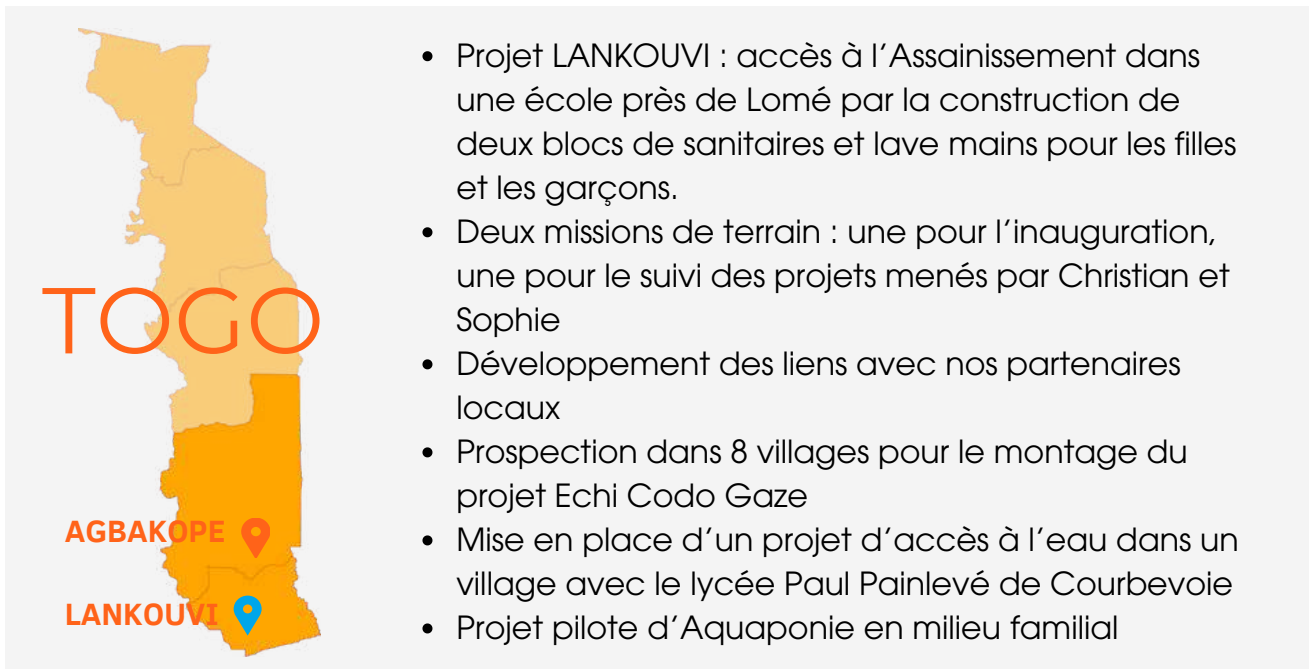 TOGO
AGBAKOPE
LANKOUVI
• Projet LANKOUVI : accès à l'Assainissement dans
une école près de Lomé par la construction de
deux blocs de sanitaires et lave mains pour les filles
et les garçons.
• Deux missions de terrain : une pour l'inauguration,
une pour le suivi des projets menés par Christian et
Sophie
• Développement des liens avec nos partenaires
locaux
• Prospection dans 8 villages pour le montage du
projet Echi Codo Gaze
• Mise en place d'un projet d'accès à l'eau dans un
village avec le lycée Paul Painlevé de Courbevoie
• Projet pilote d'Aquaponie en milieu familial